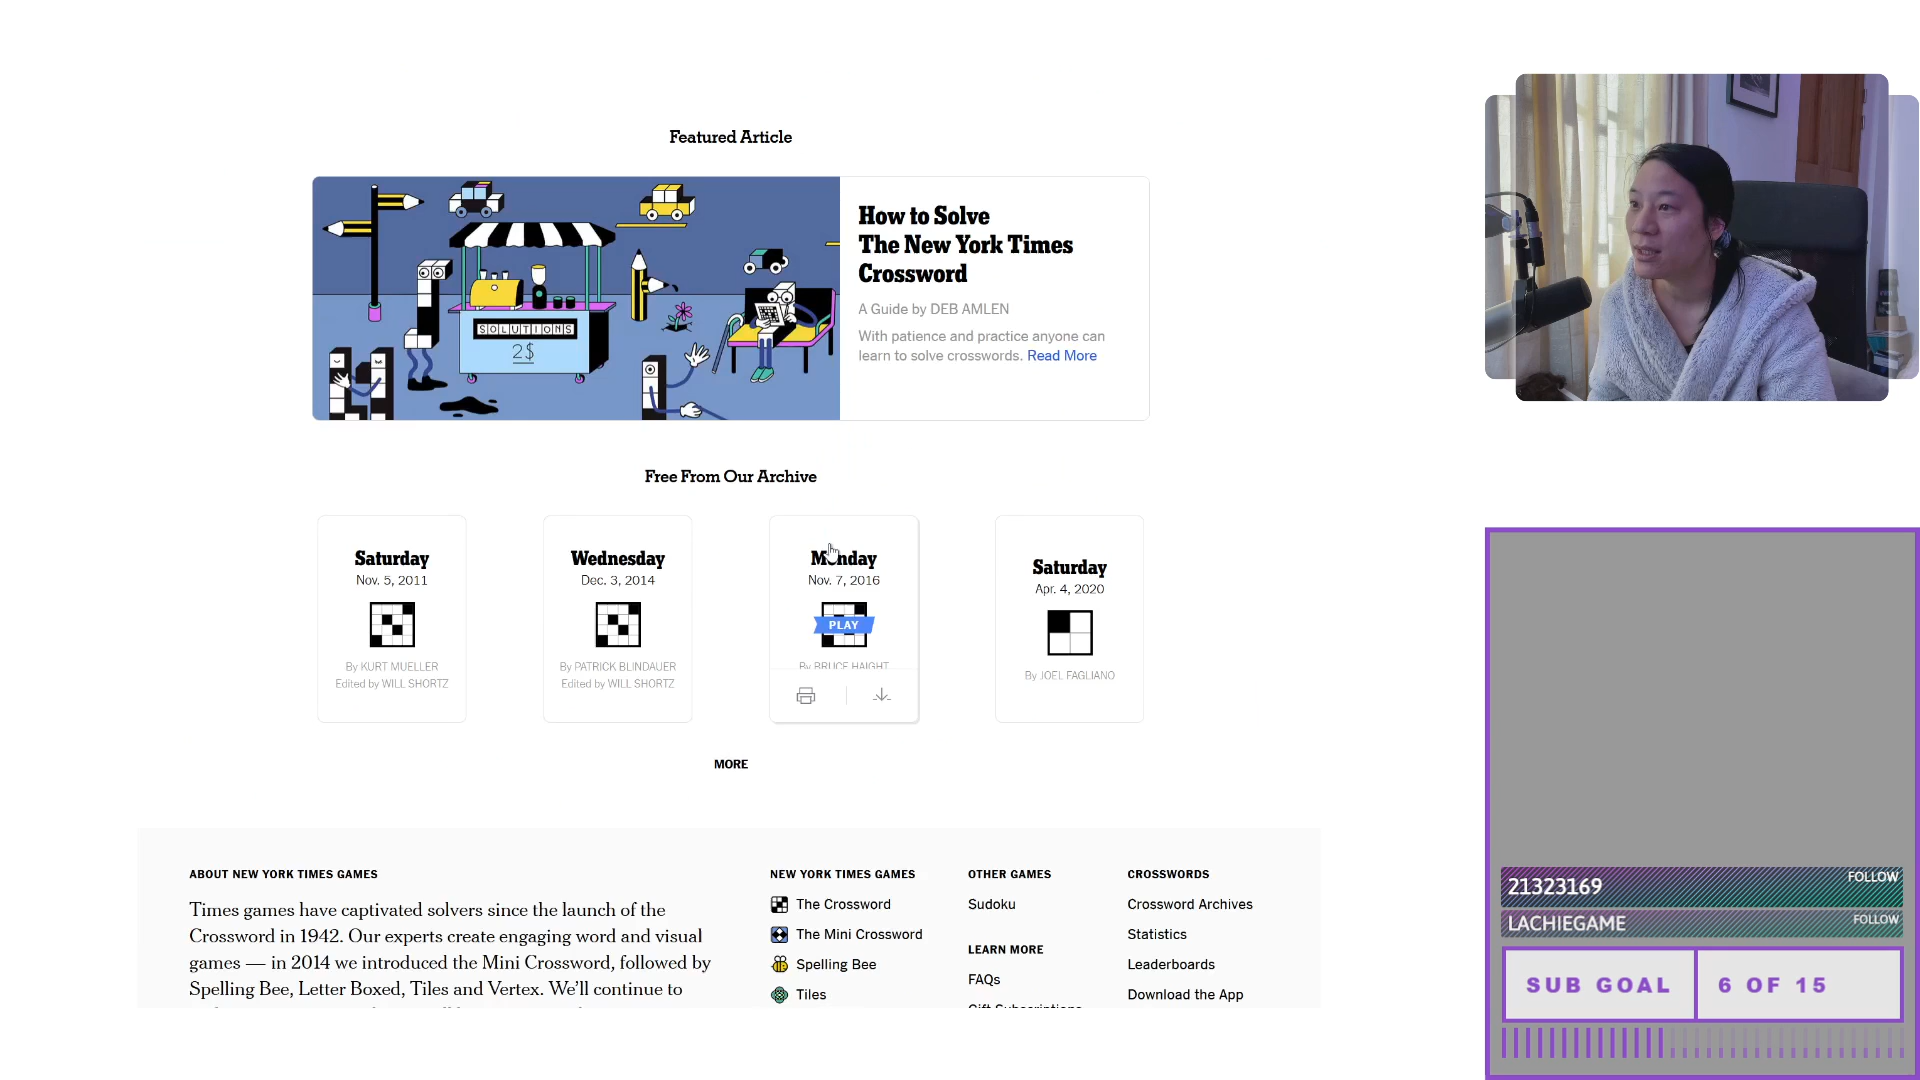 Featured Article
SOLUTIONS
2$
How to Solve
The New York Times
Crossword
A Guide by DEB AMLEN
With patience and practice anyone can
learn to solve crosswords. Read More
Free From Our Archive
Saturday
Nov. 5, 2011
By KURT MUELLER
Edited by WILL SHORTZ
Wednesday
Dec. 3, 2014
By PATRICK BLINDAUER
Edited by WILL SHORTZ
Monday
Nov. 7, 2016
PLAY
By BRUCE HAIGHT
Saturday
Apr. 4, 2020
By JOEL FAGLIANO
MORE
ABOUT NEW YORK TIMES GAMES
Times games have captivated solvers since the launch of the
Crossword in 1942. Our experts create engaging word and visual
games — in 2014 we introduced the Mini Crossword, followed by
Spelling Bee, Letter Boxed, Tiles and Vertex. We'll continue to
NEW YORK TIMES GAMES
The Crossword
The Mini Crossword
Spelling Bee
Tiles
OTHER GAMES
Sudoku
LEARN MORE
FAQs
Gift Subscriptions
CROSSWORDS
Crossword Archives
Statistics
Leaderboards
Download the App
21323169 FOLLOW
LACHIEGAME FOLLOW
SUB GOAL 6 OF 15